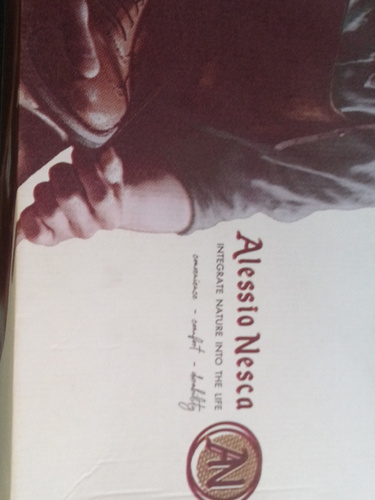 Alessio Nesca
INTEGRATE NATURE INTO THE LIFE
convenience - comfort - durability
AN